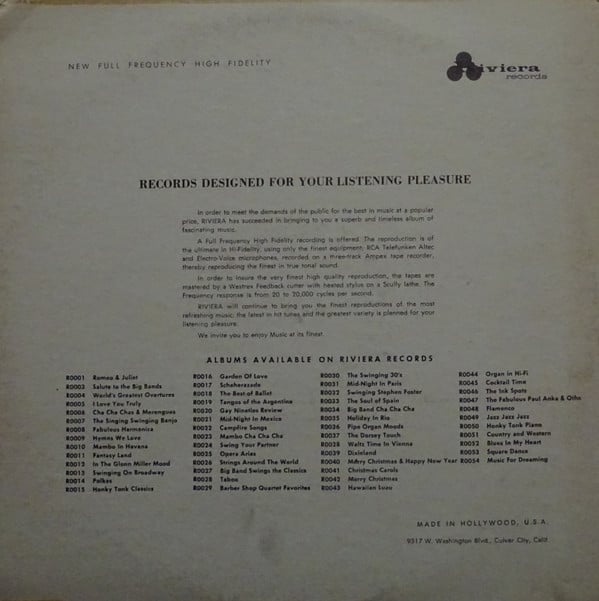 NEW FULL FREQUENCY HIGH FIDELITY
Riviera
records
RECORDS DESIGNED FOR YOUR LISTENING PLEASURE
In order to meet the demands of the public for the best in music at a popular
price, RIVIERA has succeeded in bringing to you a superb and timeless album of
fascinating music.
A Full Frequency High Fidelity recording is offered. The reproduction is of
the ultimate in Hi-Fidelity, using only the finest equipment, RCA Telefunken Altec
and Electro-Voice microphones, recorded on a three-track Ampex tape recorder,
thereby reproducing the finest in true tonal sound.
In order to insure the very finest high quality reproduction, the tapes are
mastered by a Westrex Feedback cutter with heated stylus on a Scully lathe. The
Frequency response is from 20 to 20,000 cycles per second.
RIVIERA will continue to bring you the finest reproductions of the most
refreshing music, the latest in hit tunes and the greatest variety is planned for your
listening pleasure.
We invite you to enjoy Music at its finest.
ALBUMS AVAILABLE ON RIVIERA RECORDS
R0001 Romeo & Juliet
R0002 Salute to the Big Bands
R0004 World's Greatest Overtures
R0005 I Love You Truly
R0006 Cha Cha Chas & Merengues
R0007 The Singing Swinging Banjo
R0008 Fabulous Harmonica
R0009 Hymns We Love
R0010 Mambo in Havana
R0011 Fantasy Land
R0012 In The Glenn Miller Mood
R0013 Swinging On Broadway
R0014 Polkas
R0015 Honky Tonk Classics
R0016 Garden Of Love
R0017 Scheherazade
R0018 The Best of Ballet
R0019 Tangos of the Argentine
R0020 Gay Nineties Review
R0021 Mid-Night in Mexico
R0022 Campfire Songs
R0023 Mambo Cha Cha Cha
R0024 Swing Your Partner
R0025 Opera Arias
R0026 Strings Around The World
R0027 Big Band Swings the Classics
R0028 Taboo
R0029 Barber Shop Quartet Favorites
R0030 The Swinging 30's
R0031 Mid-Night In Paris
R0032 Swinging Stephen Foster
R0033 The Soul of Spain
R0034 Big Band Cha Cha Cha
R0035 Holiday In Rio
R0036 Pipe Organ Moods
R0037 The Dorsey Touch
R0038 Waltz Time in Vienna
R0039 Dixieland
R0040 Merry Christmas & Happy New Year
R0041 Christmas Carols
R0042 Merry Christmas
R0043 Hawaiian Luau
R0044 Organ in Hi-Fi
R0045 Cocktail Time
R0046 The Ink Spots
R0047 The Fabulous Paul Anka & Othe
R0048 Flamenco
R0049 Jazz Jazz Jazz
R0050 Honky Tonk Piano
R0051 Country and Western
R0052 Blues In My Heart
R0053 Square Dance
R0054 Music For Dreaming
MADE IN HOLLYWOOD, U.S.A.
9317 W. Washington Blvd., Culver City, Calif.